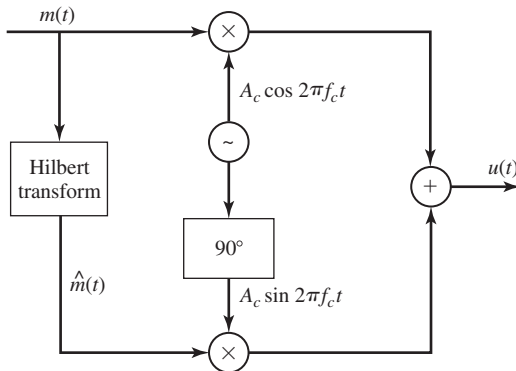 m(t)
×
A_c cos 2πf_c t
~
Hilbert
transform
u(t)
+
90°
m̂(t)
A_c sin 2πf_c t
×